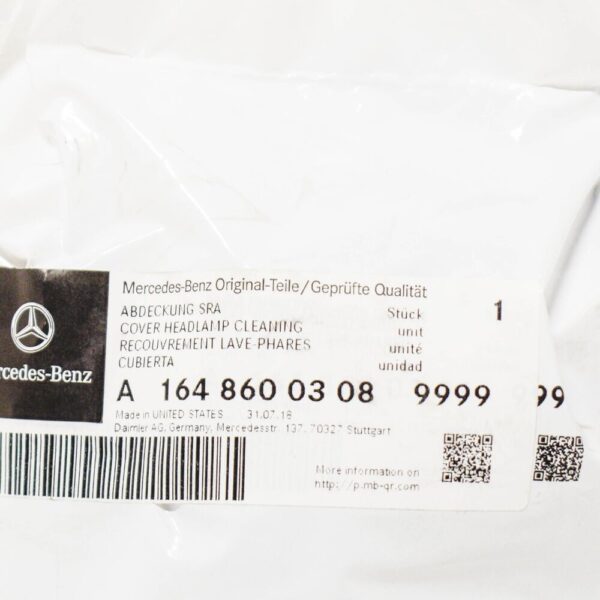 Mercedes-Benz Original-Teile/Geprüfte Qualität
ABDECKUNG SRA Stück 1
COVER HEADLAMP CLEANING unit
RECOUVREMENT LAVE-PHARES unité
CUBIERTA unidad
rcedes-Benz
A 164 860 03 08 9999 99
Made in UNITED STATES 31.07.18
Daimler AG, Germany, Mercedesstr. 137, 70327 Stuttgart
More information on
http://p.mb-qr.com